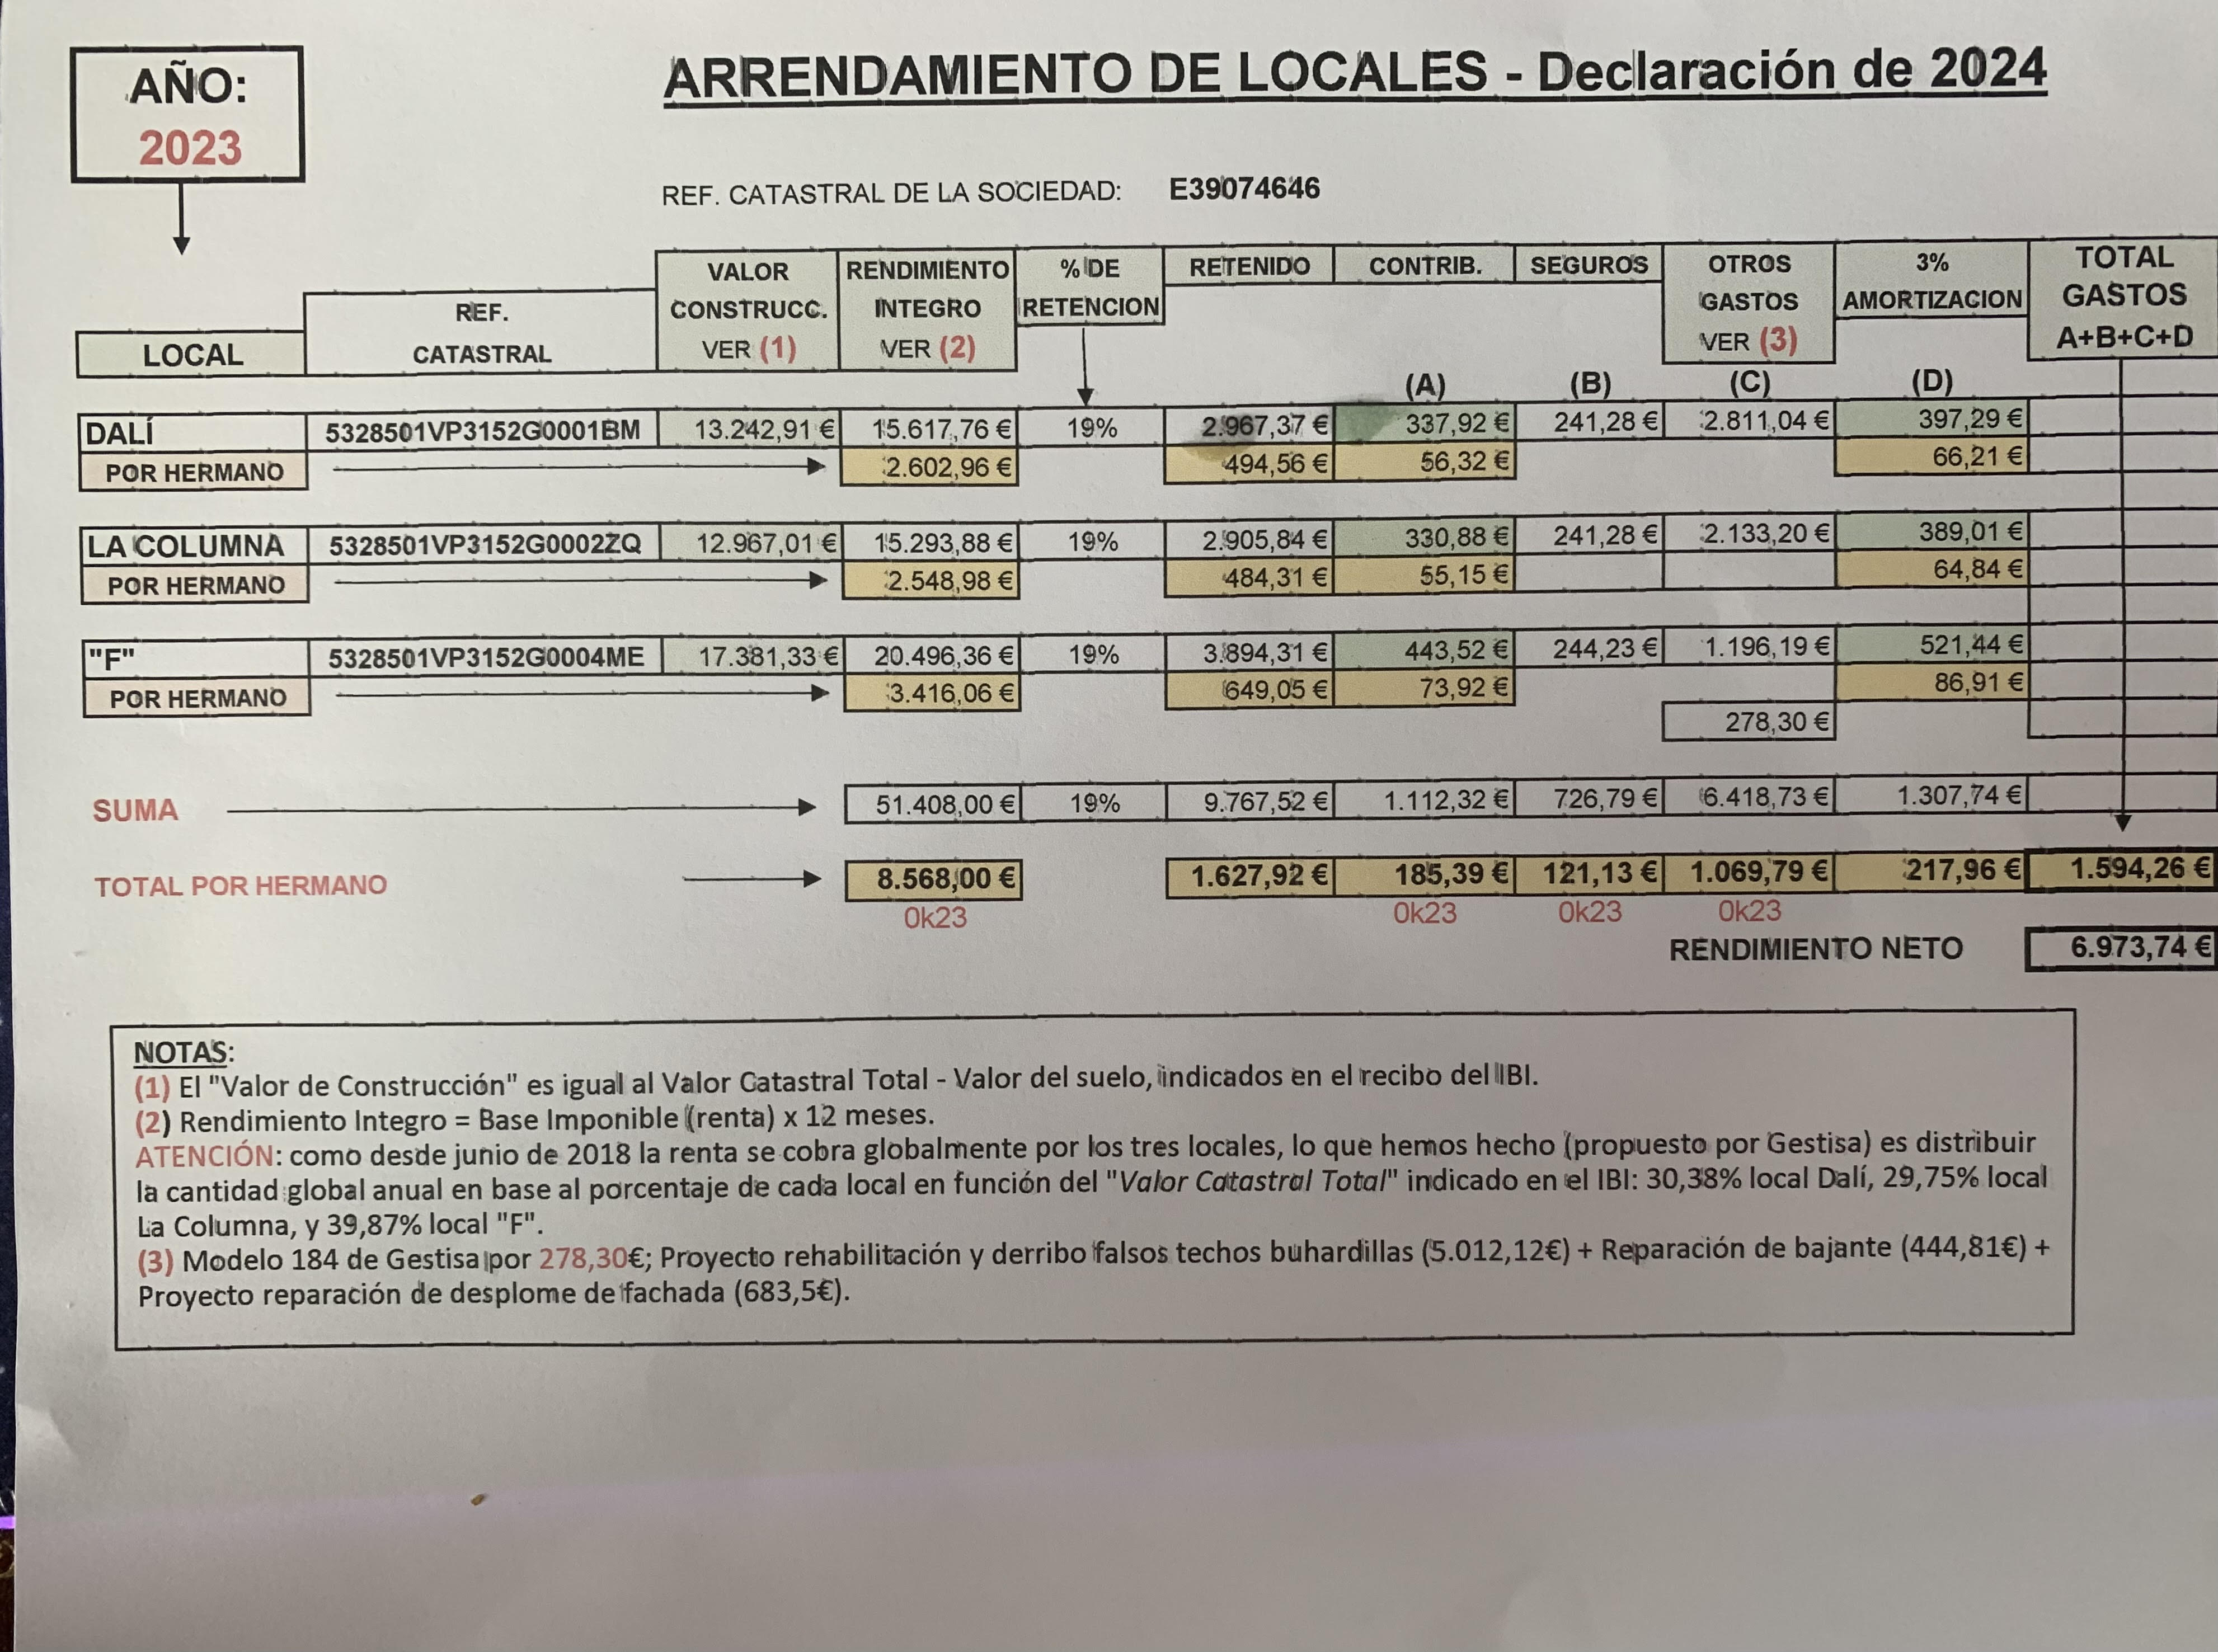 AÑO:
2023
ARRENDAMIENTO DE LOCALES - Declaración de 2024
REF. CATASTRAL DE LA SOCIEDAD: E39074646
LOCAL
REF.
CATASTRAL
VALOR
CONSTRUCC.
VER (1)
RENDIMIENTO
INTEGRO
VER (2)
% DE
RETENCION
RETENIDO
CONTRIB.
SEGUROS
OTROS
GASTOS
VER (3)
3%
AMORTIZACION
TOTAL
GASTOS
A+B+C+D
(A) (B) (C) (D)
DALÍ 5328501VP3152G0001BM 13.242,91 € 15.617,76 € 19% 2.967,37 € 337,92 € 241,28 € 2.811,04 € 397,29 €
POR HERMANO 2.602,96 € 494,56 € 56,32 € 66,21 €
LA COLUMNA 5328501VP3152G0002ZQ 12.967,01 € 15.293,88 € 19% 2.905,84 € 330,88 € 241,28 € 2.133,20 € 389,01 €
POR HERMANO 2.548,98 € 484,31 € 55,15 € 64,84 €
"F" 5328501VP3152G0004ME 17.381,33 € 20.496,36 € 19% 3.894,31 € 443,52 € 244,23 € 1.196,19 € 521,44 €
POR HERMANO 3.416,06 € 649,05 € 73,92 € 86,91 €
278,30 €
SUMA 51.408,00 € 19% 9.767,52 € 1.112,32 € 726,79 € 6.418,73 € 1.307,74 €
TOTAL POR HERMANO 8.568,00 € 1.627,92 € 185,39 € 121,13 € 1.069,79 € 217,96 € 1.594,26 €
0k23 0k23 0k23 0k23
RENDIMIENTO NETO 6.973,74 €
NOTAS:
(1) El "Valor de Construcción" es igual al Valor Catastral Total - Valor del suelo, indicados en el recibo del IBI.
(2) Rendimiento Integro = Base Imponible (renta) x 12 meses.
ATENCIÓN: como desde junio de 2018 la renta se cobra globalmente por los tres locales, lo que hemos hecho (propuesto por Gestisa) es distribuir
la cantidad global anual en base al porcentaje de cada local en función del "Valor Catastral Total" indicado en el IBI: 30,38% local Dalí, 29,75% local
La Columna, y 39,87% local "F".
(3) Modelo 184 de Gestisa por 278,30€; Proyecto rehabilitación y derribo falsos techos buhardillas (5.012,12€) + Reparación de bajante (444,81€) +
Proyecto reparación de desplome de fachada (683,5€).